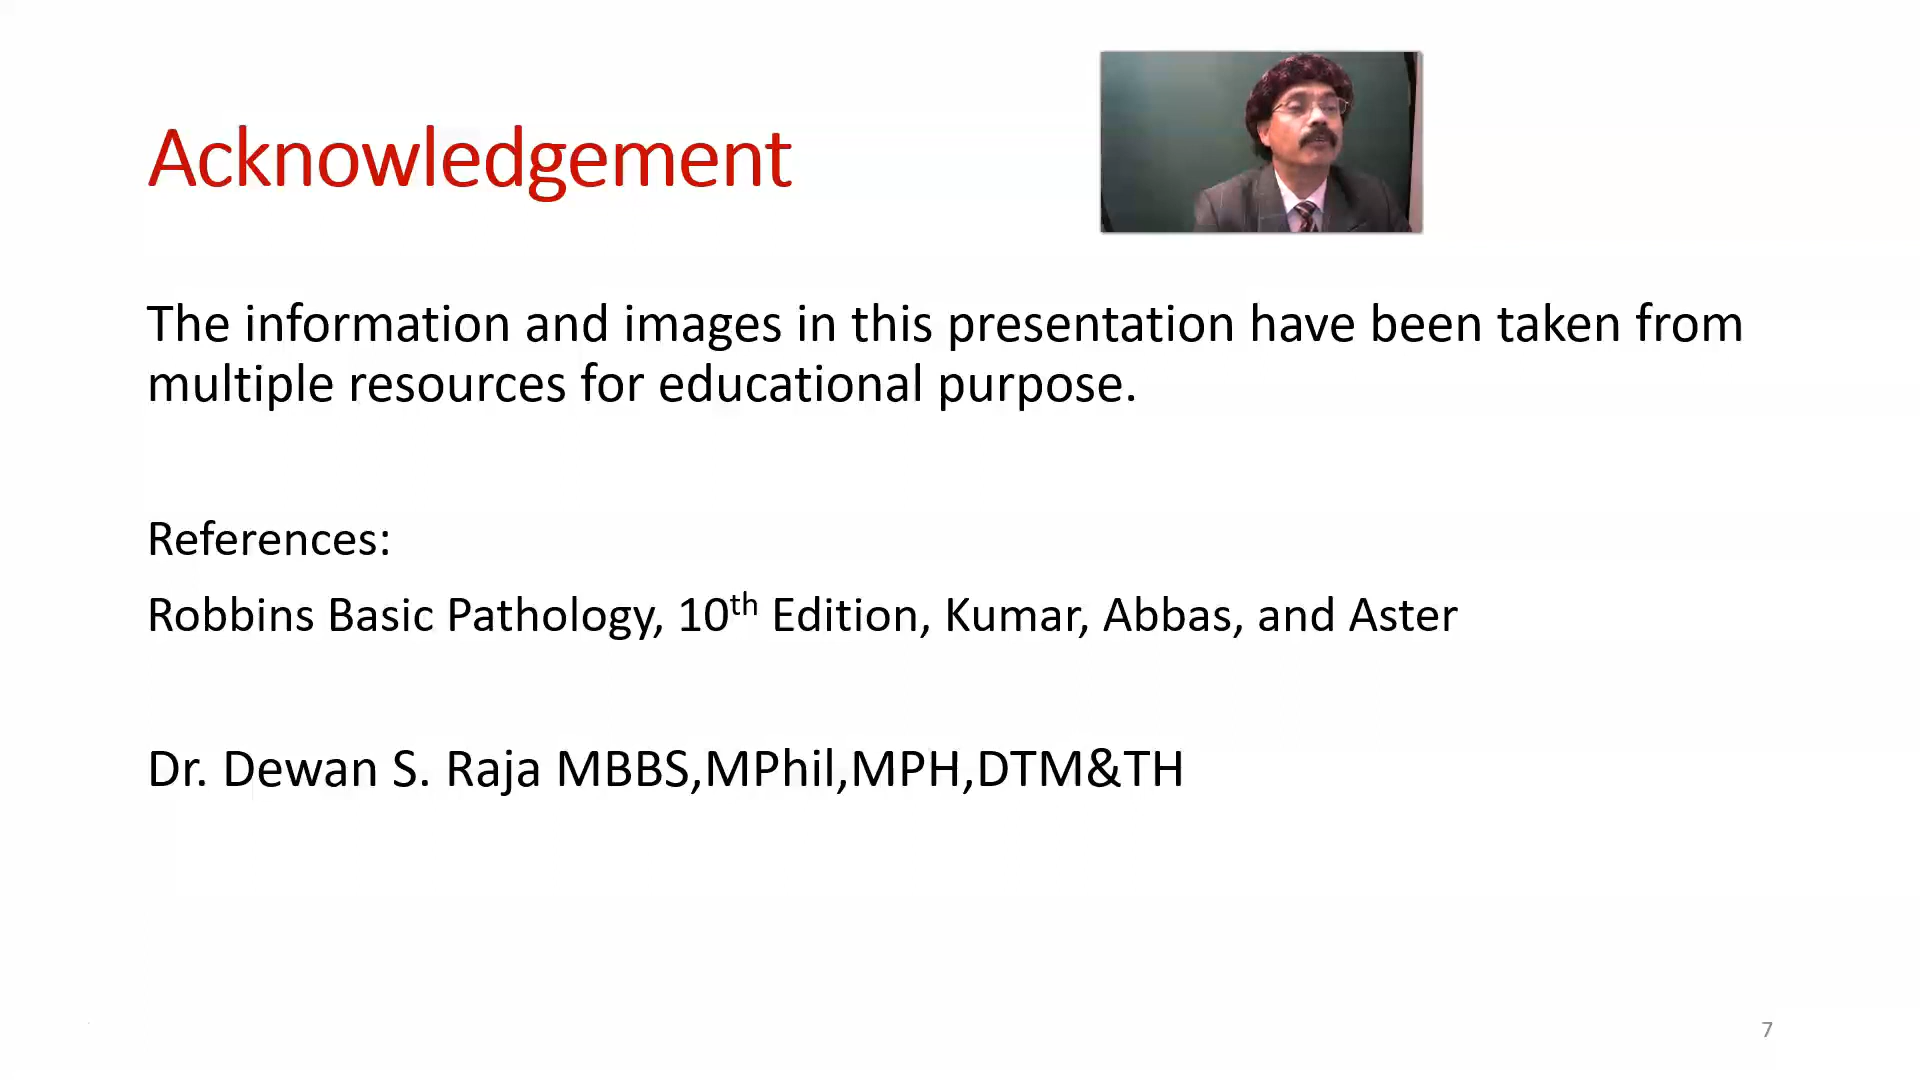 Acknowledgement
The information and images in this presentation have been taken from
multiple resources for educational purpose.
References:
Robbins Basic Pathology, 10th Edition, Kumar, Abbas, and Aster
Dr. Dewan S. Raja MBBS,MPhil,MPH,DTM&TH
7